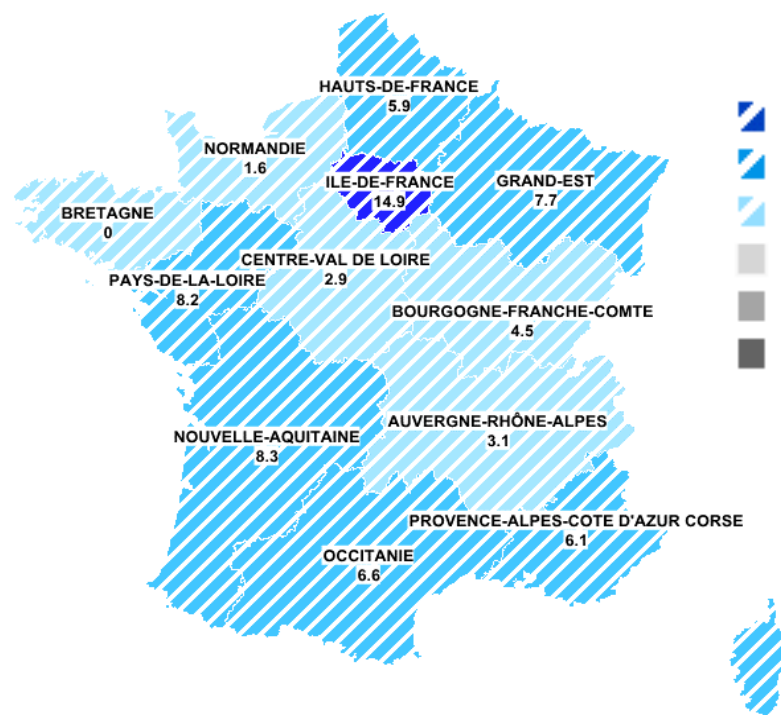 HAUTS-DE-FRANCE
5.9
NORMANDIE
1.6
ILE-DE-FRANCE
14.9
GRAND-EST
7.7
BRETAGNE
0
CENTRE-VAL DE LOIRE
2.9
PAYS-DE-LA-LOIRE
8.2
BOURGOGNE-FRANCHE-COMTE
4.5
AUVERGNE-RHÔNE-ALPES
3.1
NOUVELLE-AQUITAINE
8.3
PROVENCE-ALPES-COTE D'AZUR CORSE
6.1
OCCITANIE
6.6